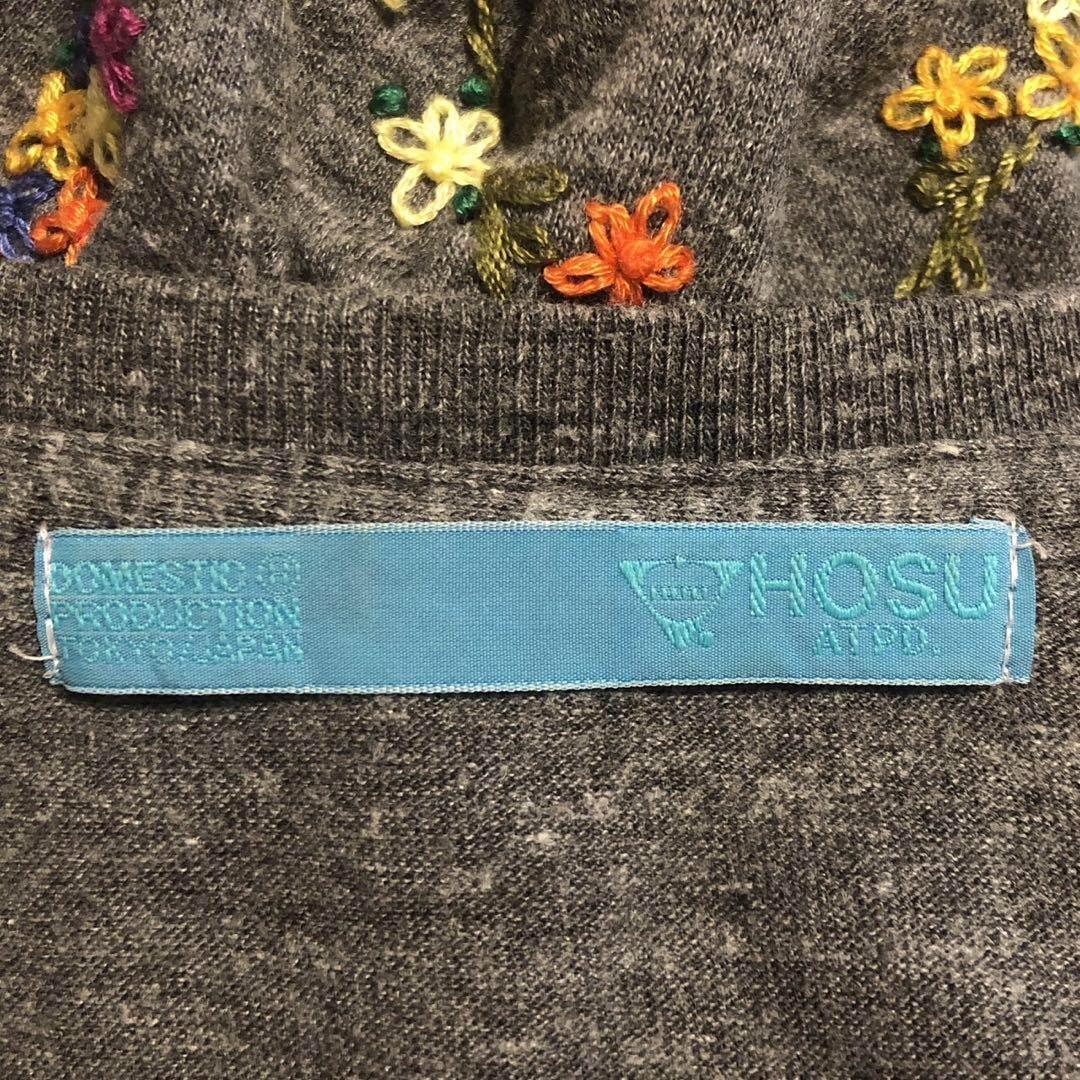 DOMESTIC
PRODUCTION
TOKYO.JAPAN
HOSU
ATPD.